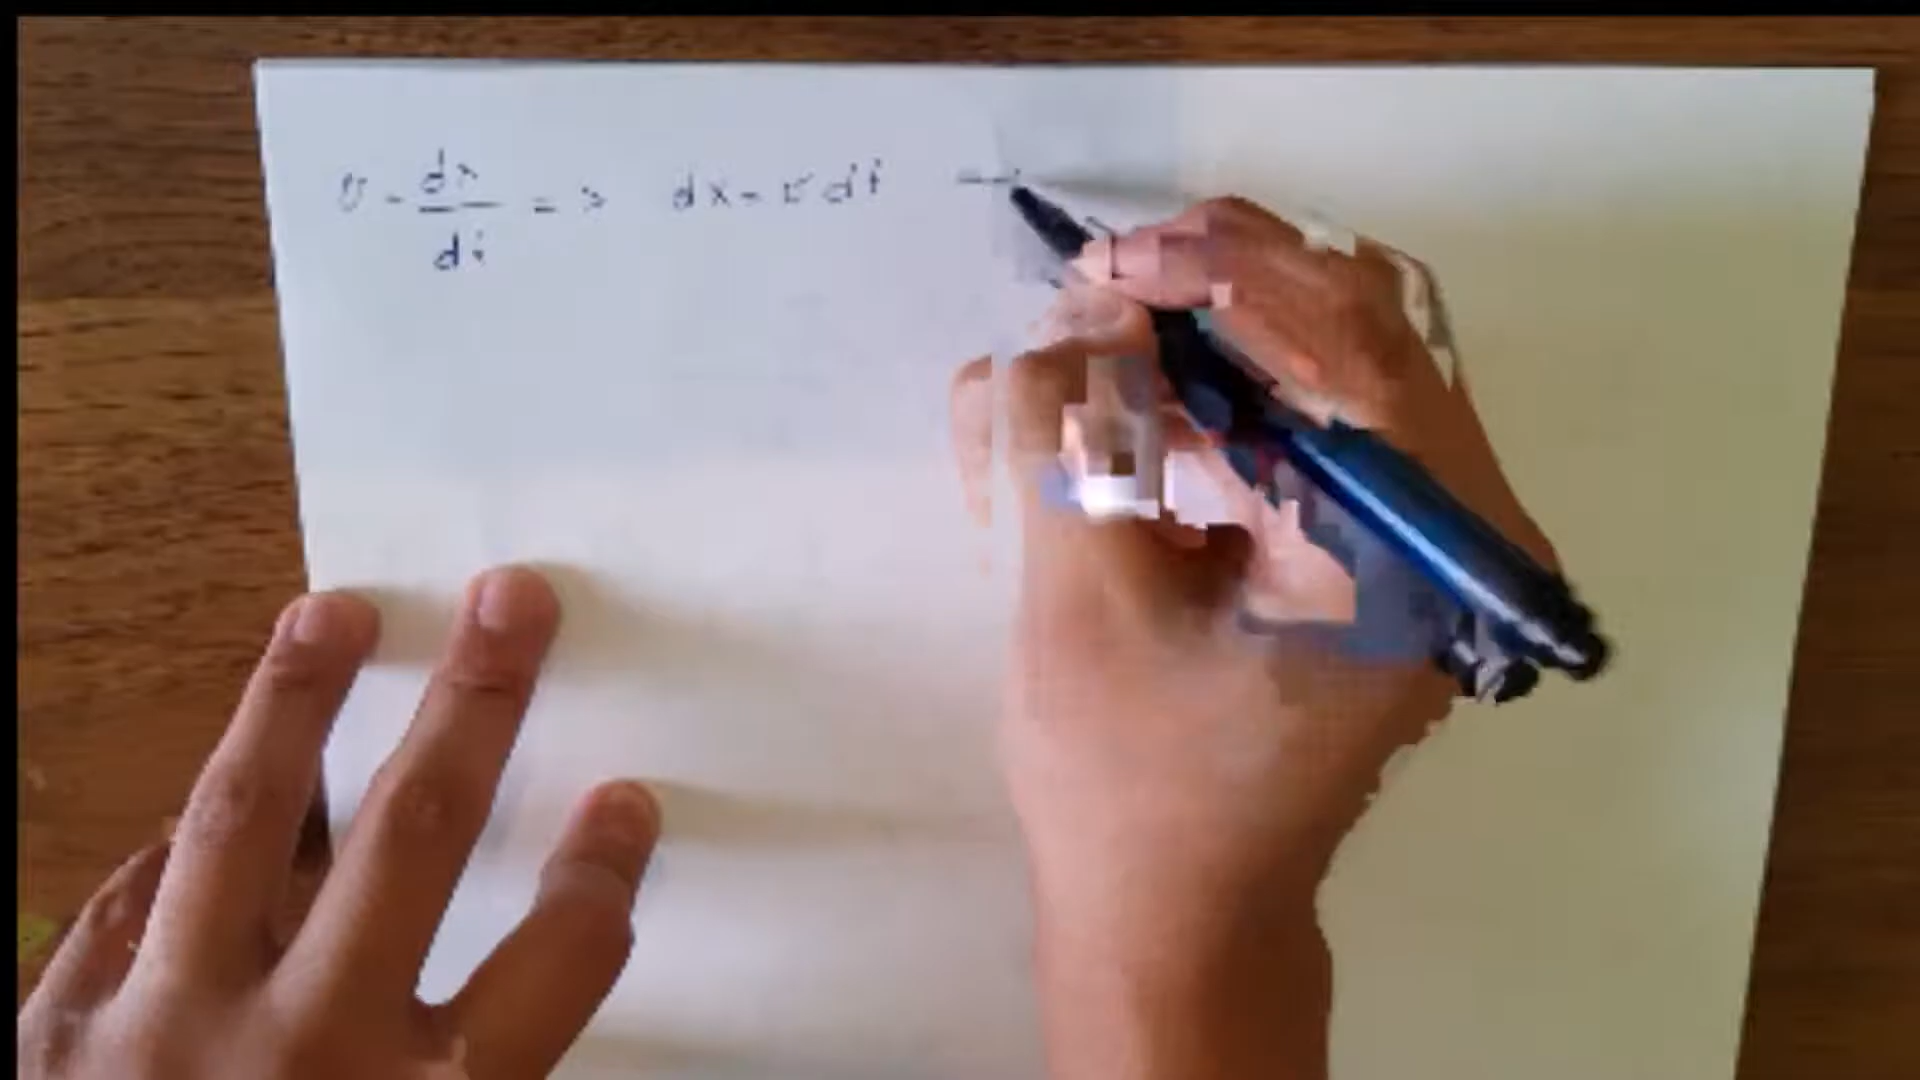 v = dx/dt => dx = v dt